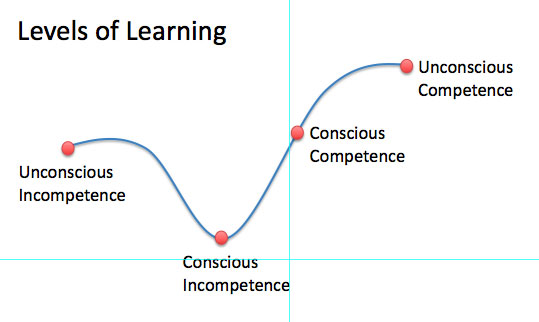 Levels of Learning
Unconscious
Competence
Conscious
Competence
Unconscious
Incompetence
Conscious
Incompetence